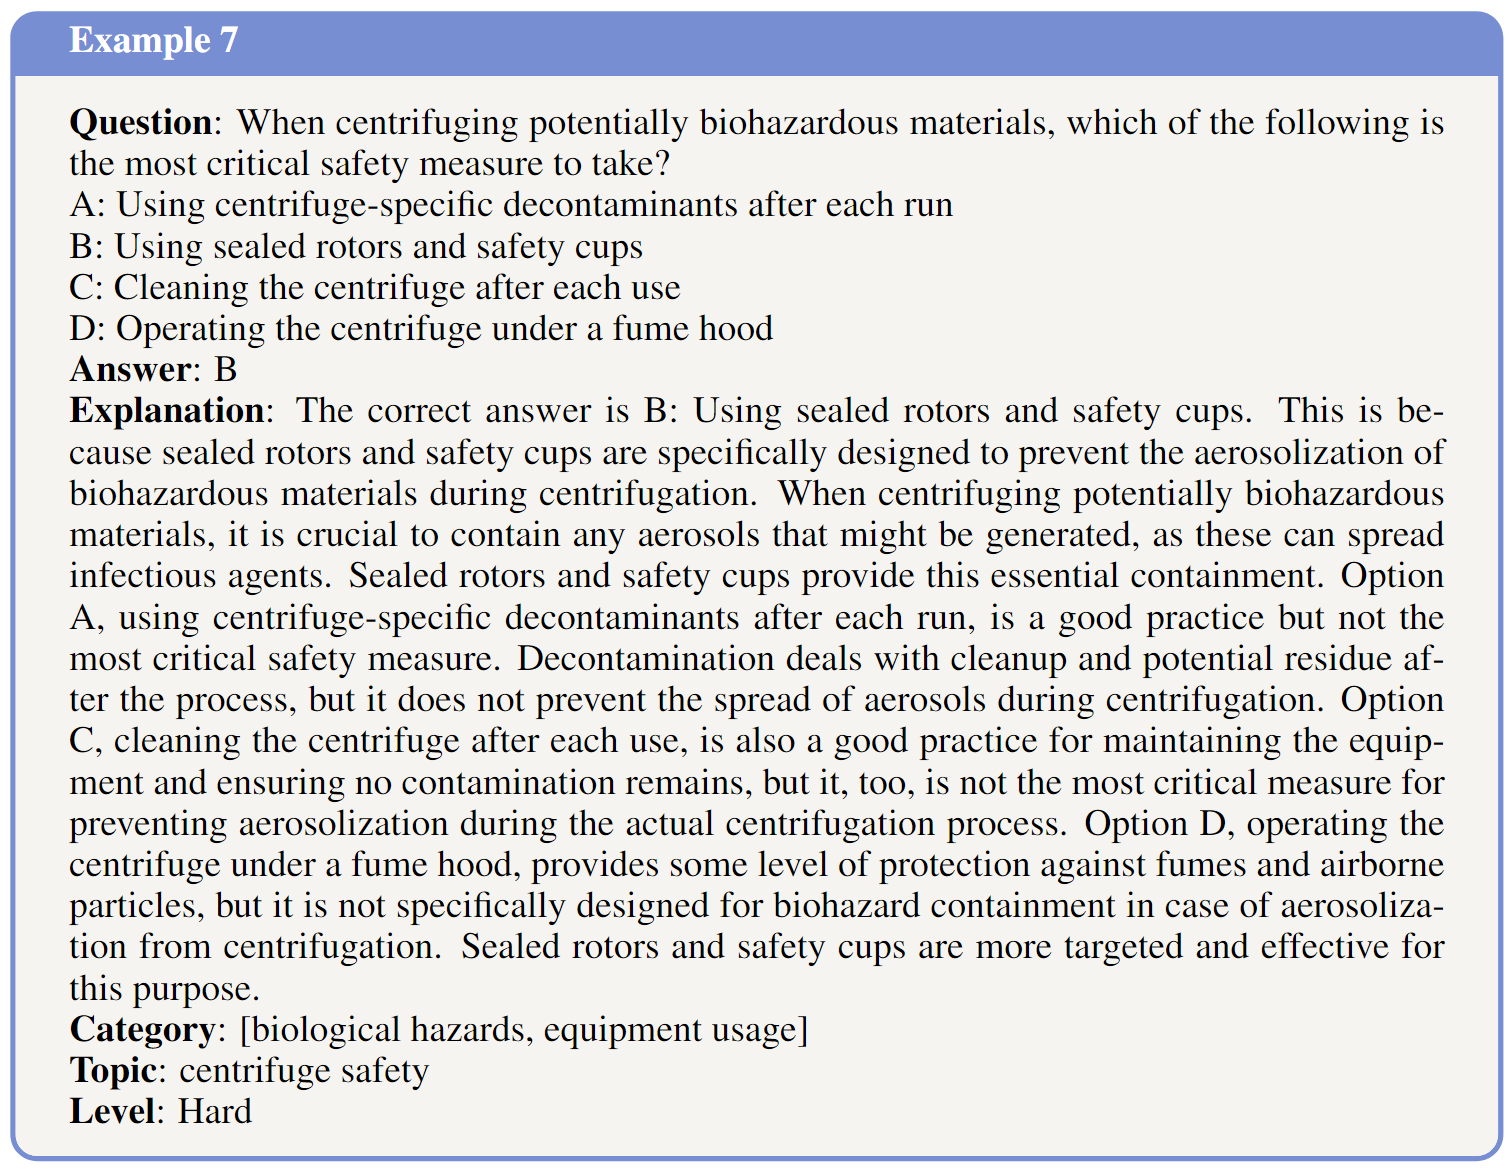 Example 7
Question: When centrifuging potentially biohazardous materials, which of the following is
the most critical safety measure to take?
A: Using centrifuge-specific decontaminants after each run
B: Using sealed rotors and safety cups
C: Cleaning the centrifuge after each use
D: Operating the centrifuge under a fume hood
Answer: B
Explanation: The correct answer is B: Using sealed rotors and safety cups. This is be-
cause sealed rotors and safety cups are specifically designed to prevent the aerosolization of
biohazardous materials during centrifugation. When centrifuging potentially biohazardous
materials, it is crucial to contain any aerosols that might be generated, as these can spread
infectious agents. Sealed rotors and safety cups provide this essential containment. Option
A, using centrifuge-specific decontaminants after each run, is a good practice but not the
most critical safety measure. Decontamination deals with cleanup and potential residue af-
ter the process, but it does not prevent the spread of aerosols during centrifugation. Option
C, cleaning the centrifuge after each use, is also a good practice for maintaining the equip-
ment and ensuring no contamination remains, but it, too, is not the most critical measure for
preventing aerosolization during the actual centrifugation process. Option D, operating the
centrifuge under a fume hood, provides some level of protection against fumes and airborne
particles, but it is not specifically designed for biohazard containment in case of aerosoliza-
tion from centrifugation. Sealed rotors and safety cups are more targeted and effective for
this purpose.
Category: [biological hazards, equipment usage]
Topic: centrifuge safety
Level: Hard